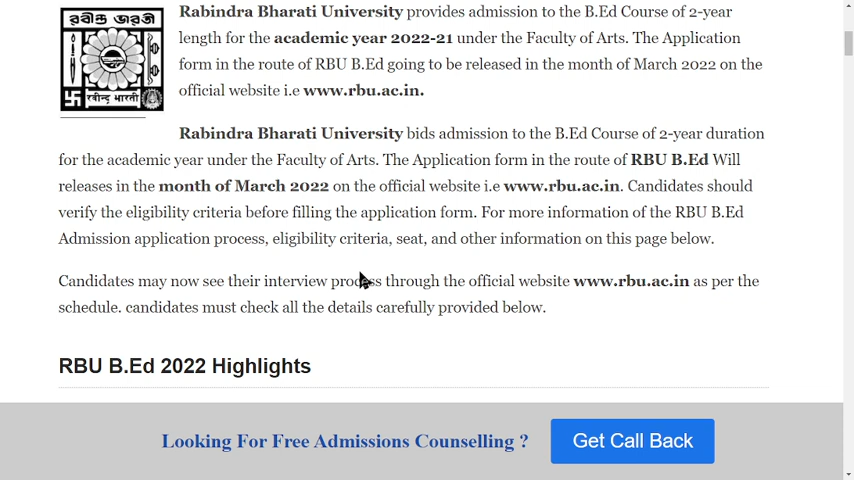 রবীন্দ্র ভারতী
রবীন্দ্র ভারতী
Rabindra Bharati University provides admission to the B.Ed Course of 2-year
length for the academic year 2022-21 under the Faculty of Arts. The Application
form in the route of RBU B.Ed going to be released in the month of March 2022 on the
official website i.e www.rbu.ac.in.
Rabindra Bharati University bids admission to the B.Ed Course of 2-year duration
for the academic year under the Faculty of Arts. The Application form in the route of RBU B.Ed Will
releases in the month of March 2022 on the official website i.e www.rbu.ac.in. Candidates should
verify the eligibility criteria before filling the application form. For more information of the RBU B.Ed
Admission application process, eligibility criteria, seat, and other information on this page below.
Candidates may now see their interview process through the official website www.rbu.ac.in as per the
schedule. candidates must check all the details carefully provided below.
RBU B.Ed 2022 Highlights
Looking For Free Admissions Counselling ?
Get Call Back